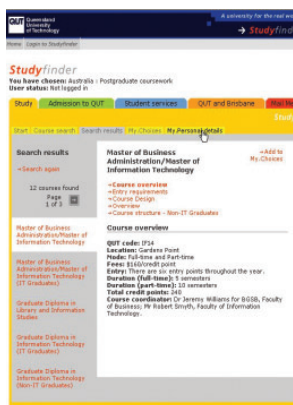 QUT
Queensland
University
of Technology
A university for the real wo
→ Studyfind
Home Login to Studyfinder
Studyfinder
You have chosen: Australia : Postgraduate coursework
User status: Not logged in
Study
Admission to QUT
Student services
QUT and Brisbane
Mail He
Stud
Start Course search Search results My Choices My Personal details
Search results
»Search again
12 courses found
Page
1 of 3
Master of Business
Administration/Master of
Information Technology
Master of Business
Administration/Master of
Information Technology
(IT Graduates)
Graduate Diploma in
Library and Information
Studies
Graduate Diploma in
Information Technology
(IT Graduates)
Graduate Diploma in
Information Technology
(Non-IT Graduates)
Master of Business
Administration/Master of
Information Technology
»Add to
My Choices
»Course overview
»Entry requirements
»Course Design
»Overview
»Course structure - Non-IT Graduates
Course overview
QUT code: IF14
Location: Gardens Point
Mode: Full-time and Part-time
Fees: $160/credit point
Entry: There are six entry points throughout the year.
Duration (full-time): 5 semesters
Duration (part-time): 10 semesters
Total credit points: 240
Course coordinator: Dr Jeremy Williams for BGSB, Faculty
of Business; Mr Robert Smyth, Faculty of Information
Technology.